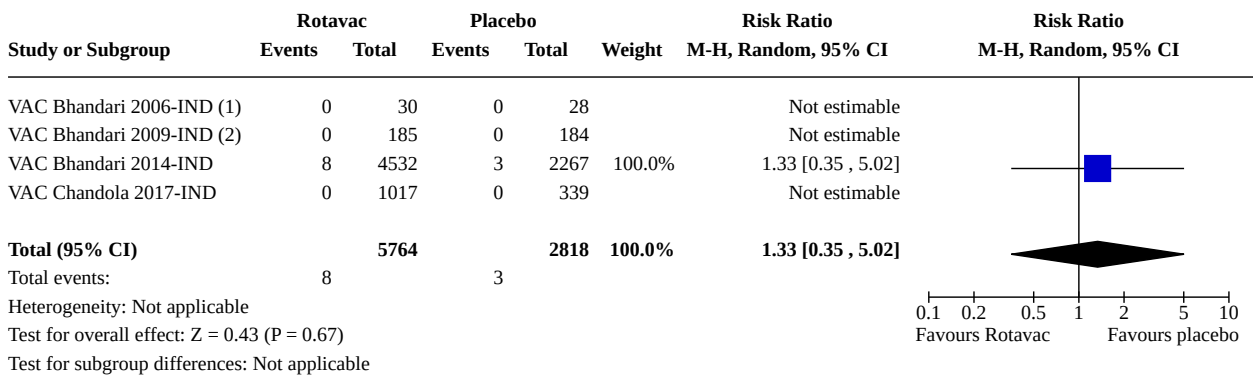 Rotavac Placebo Risk Ratio Risk Ratio
Study or Subgroup Events Total Events Total Weight M-H, Random, 95% CI M-H, Random, 95% CI
VAC Bhandari 2006-IND (1) 0 30 0 28 Not estimable
VAC Bhandari 2009-IND (2) 0 185 0 184 Not estimable
VAC Bhandari 2014-IND 8 4532 3 2267 100.0% 1.33 [0.35 , 5.02]
VAC Chandola 2017-IND 0 1017 0 339 Not estimable
Total (95% CI) 5764 2818 100.0% 1.33 [0.35 , 5.02]
Total events: 8 3
Heterogeneity: Not applicable
0.1 0.2 0.5 1 2 5 10
Test for overall effect: Z = 0.43 (P = 0.67) Favours Rotavac Favours placebo
Test for subgroup differences: Not applicable